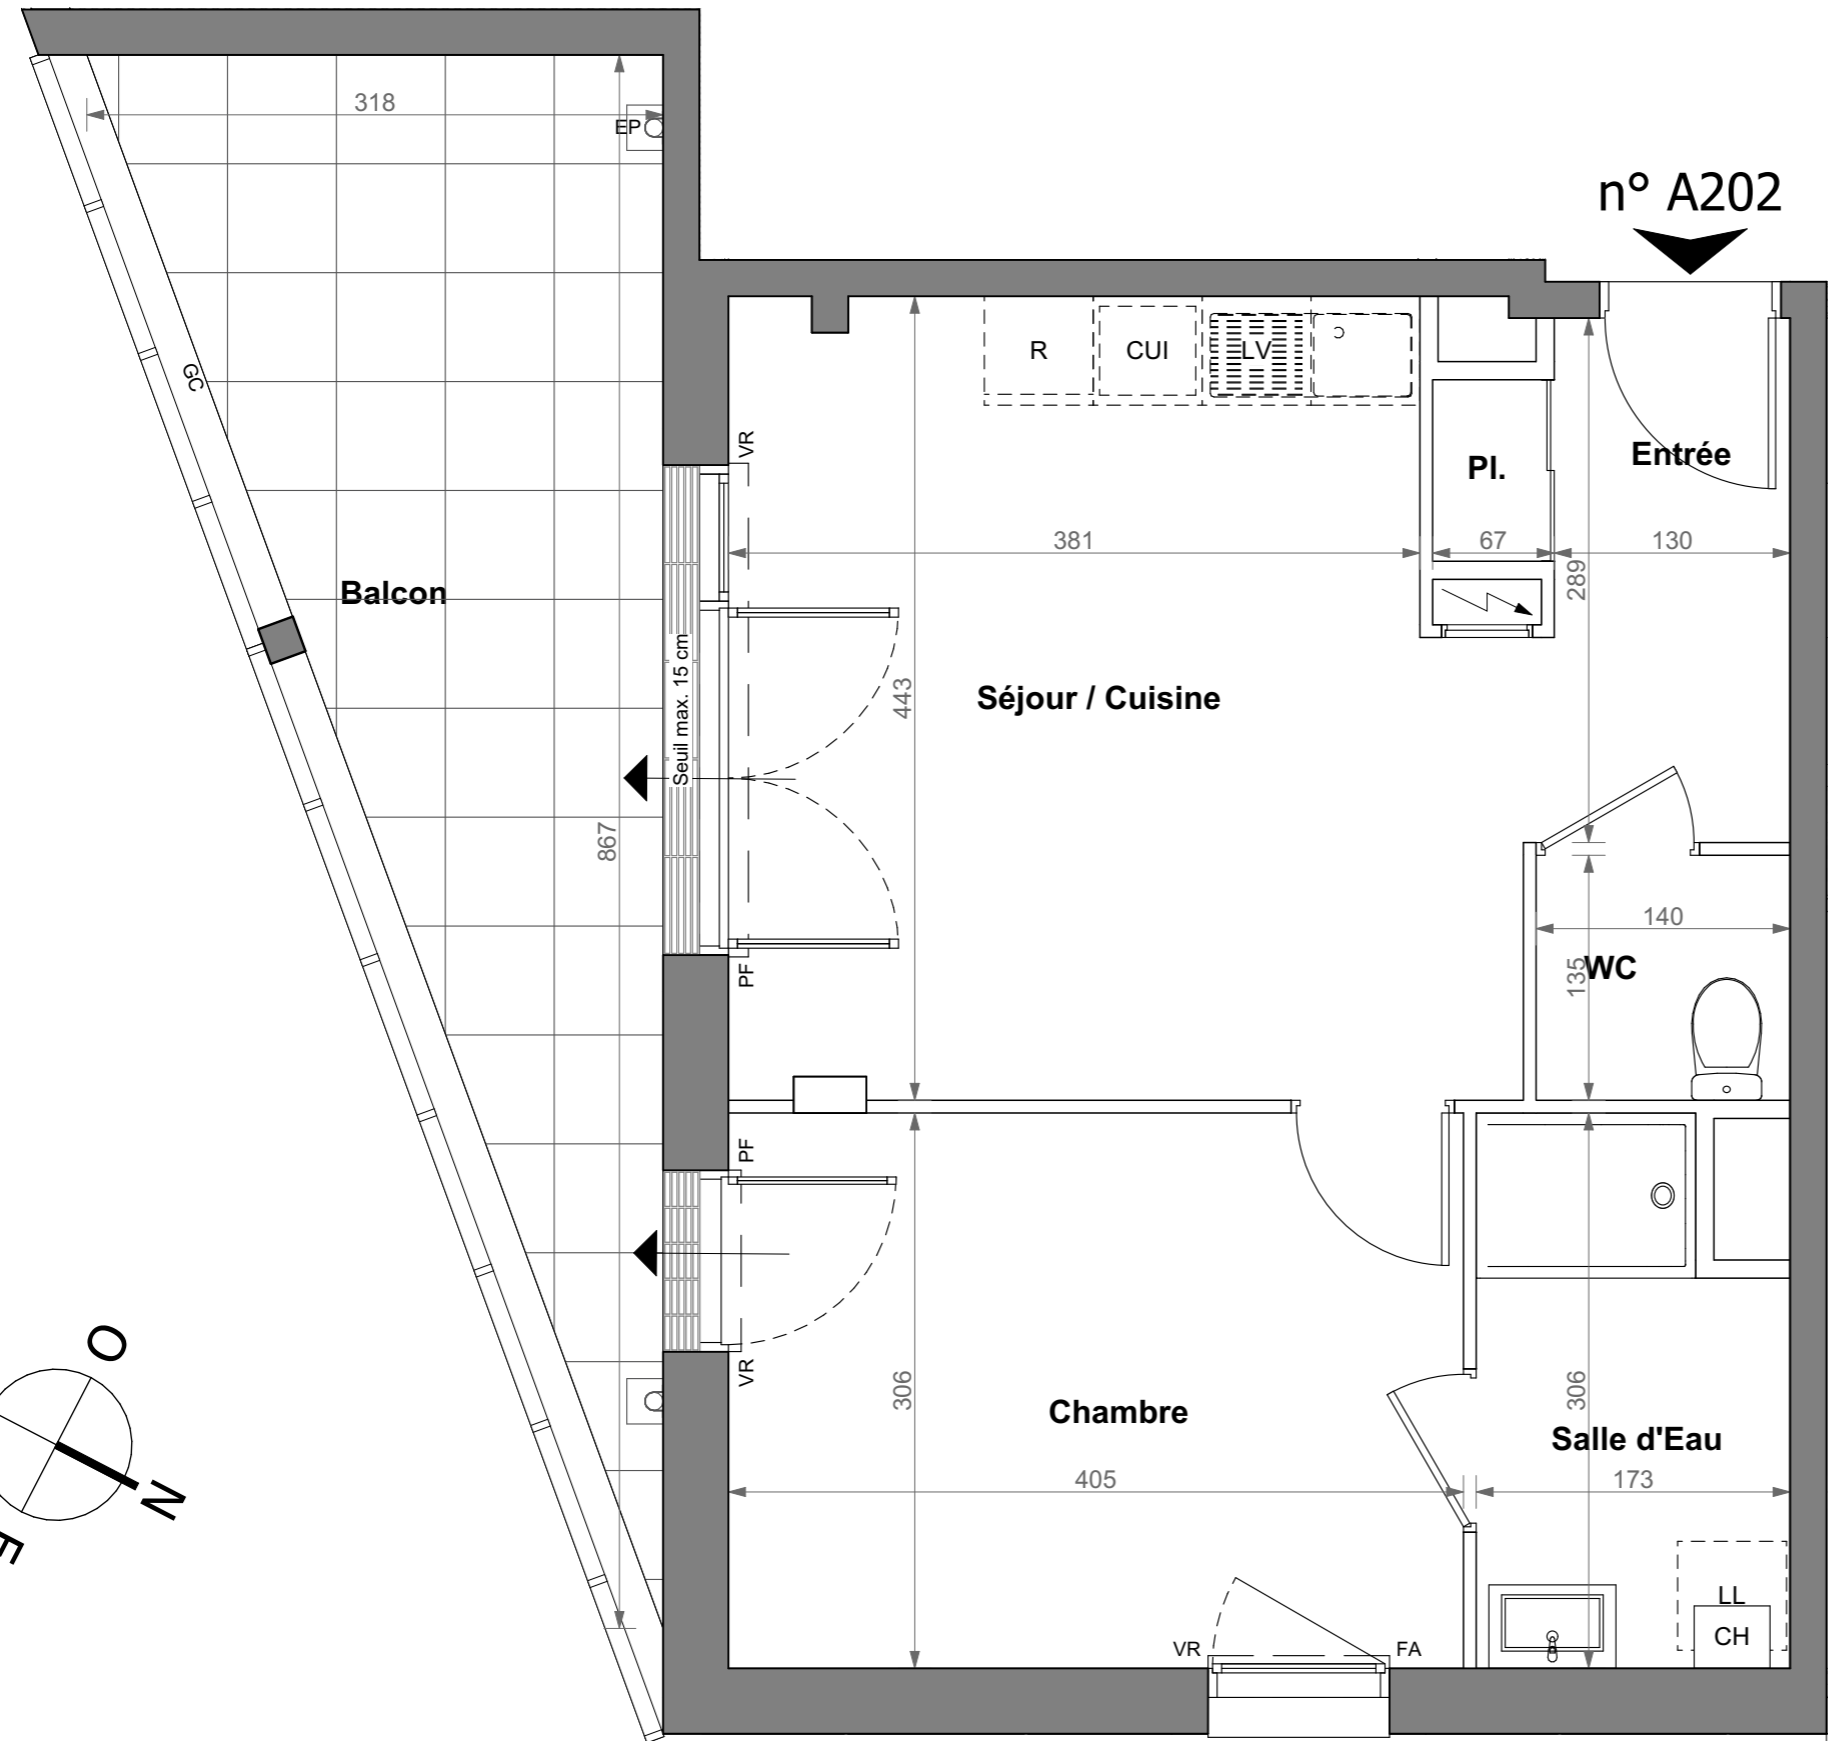 318
EP
n° A202
GC
R
CUI
LV
VR
Pl.
Entrée
381
67
130
289
Balcon
Seuil max. 15 cm
443
Séjour / Cuisine
867
140
135
WC
PF
PF
VR
306
Chambre
306
Salle d'Eau
405
173
O
N
E
VR
FA
LL
CH